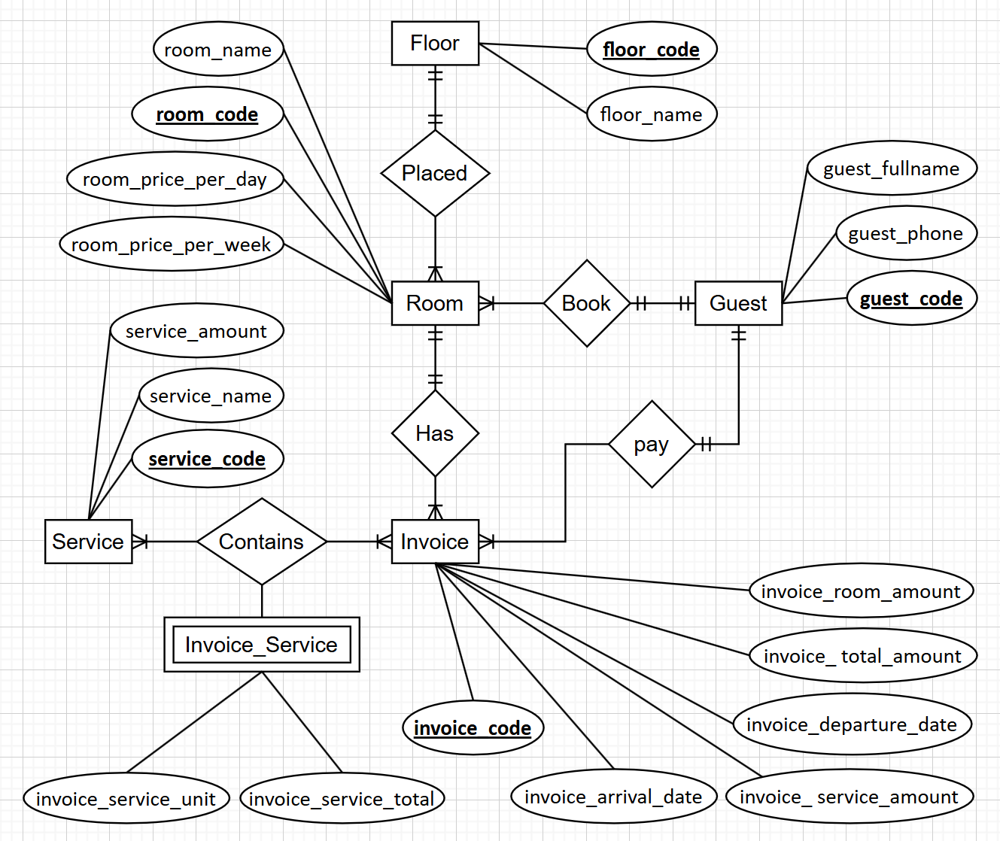 Floor
room_name
floor_code
room_code
floor_name
Placed
guest_fullname
room_price_per_day
guest_phone
room_price_per_week
Room
Book
Guest
guest_code
service_amount
service_name
Has
pay
service_code
Service
Contains
Invoice
invoice_room_amount
Invoice_Service
invoice_ total_amount
invoice_code
invoice_departure_date
invoice_service_unit
invoice_service_total
invoice_arrival_date
invoice_ service_amount